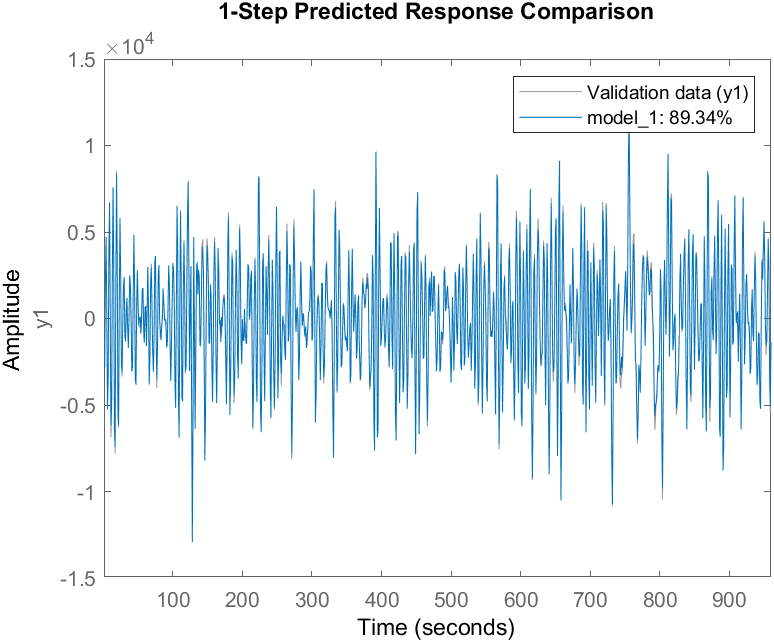 1-Step Predicted Response Comparison
×10^4
1.5
Validation data (y1)
model_1: 89.34%
1
0.5
0
-0.5
-1
-1.5
Amplitude
y1
100 200 300 400 500 600 700 800 900
Time (seconds)